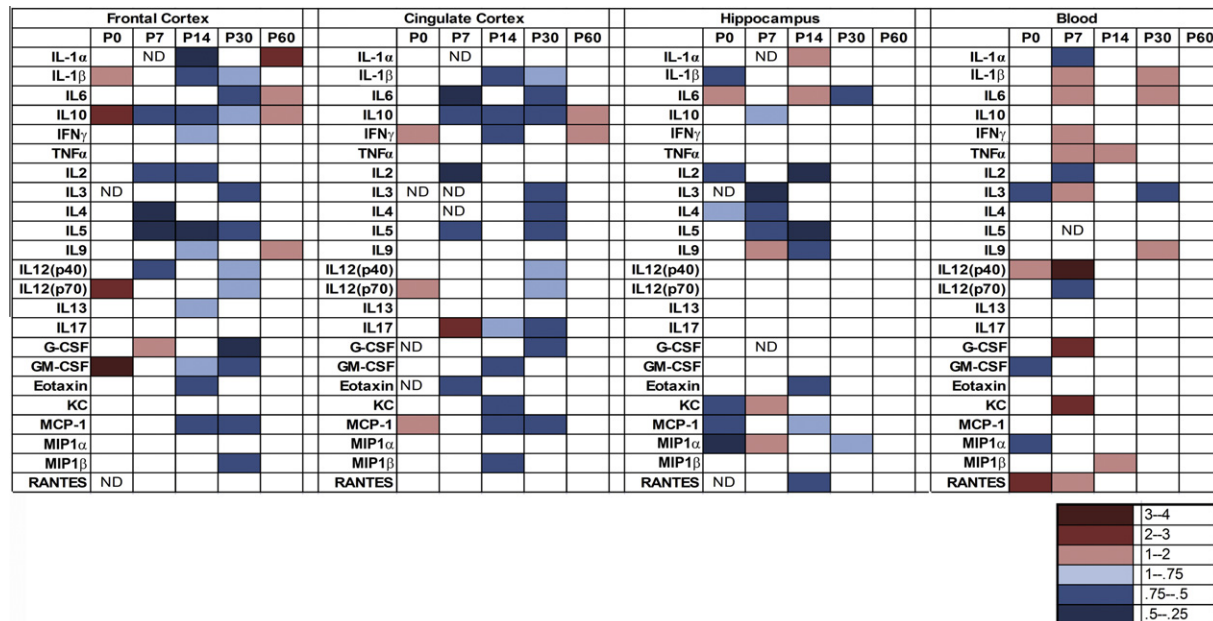 Frontal Cortex Cingulate Cortex Hippocampus Blood
P0 P7 P14 P30 P60 P0 P7 P14 P30 P60 P0 P7 P14 P30 P60 P0 P7 P14 P30 P60
IL-1α ND IL-1α ND IL-1α ND IL-1α
IL-1β IL-1β IL-1β IL-1β
IL6 IL6 IL6 IL6
IL10 IL10 IL10 IL10
IFNγ IFNγ IFNγ IFNγ
TNFα TNFα TNFα TNFα
IL2 IL2 IL2 IL2
IL3 ND IL3 ND ND IL3 ND IL3
IL4 IL4 ND IL4 IL4
IL5 IL5 IL5 IL5 ND
IL9 IL9 IL9 IL9
IL12(p40) IL12(p40) IL12(p40) IL12(p40)
IL12(p70) IL12(p70) IL12(p70) IL12(p70)
IL13 IL13 IL13 IL13
IL17 IL17 IL17 IL17
G-CSF G-CSF ND G-CSF ND G-CSF
GM-CSF GM-CSF GM-CSF GM-CSF
Eotaxin Eotaxin ND Eotaxin Eotaxin
KC KC KC KC
MCP-1 MCP-1 MCP-1 MCP-1
MIP1α MIP1α MIP1α MIP1α
MIP1β MIP1β MIP1β MIP1β
RANTES ND RANTES RANTES ND RANTES
3--4
2--3
1--2
1--.75
.75--.5
.5--.25